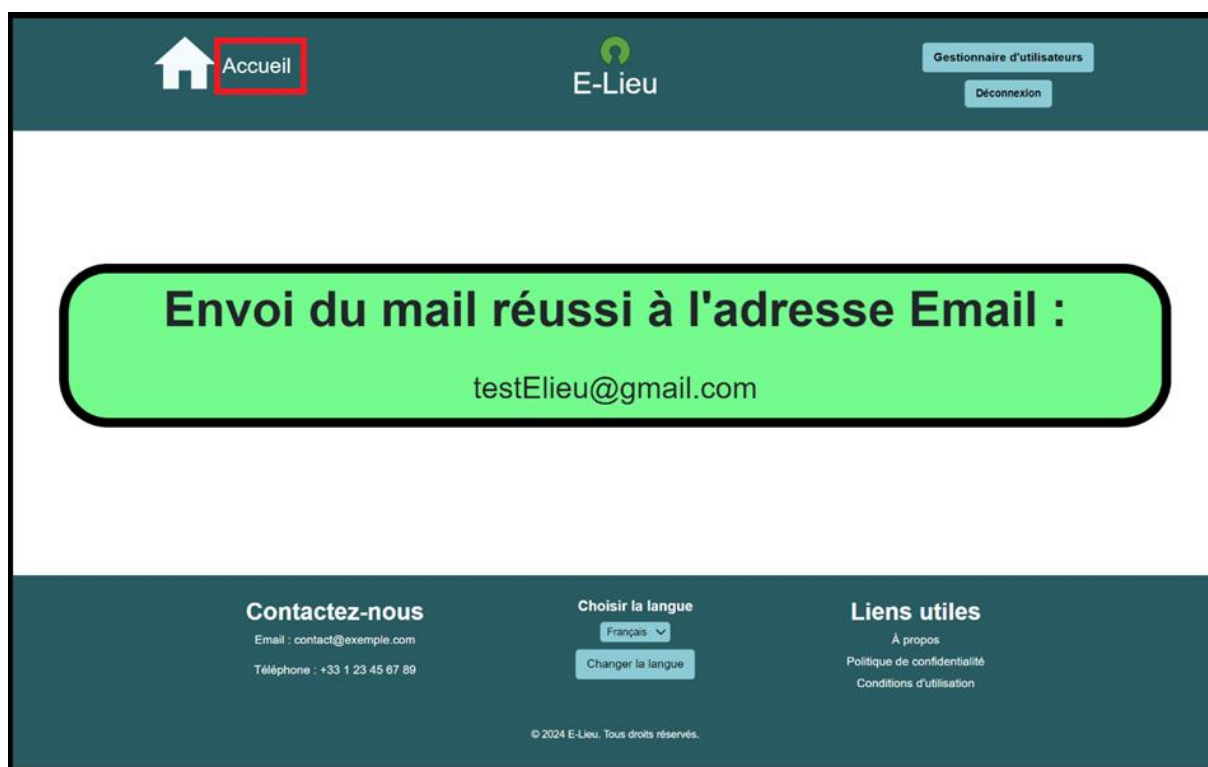 Accueil
E-Lieu
Gestionnaire d'utilisateurs
Déconnexion
Envoi du mail réussi à l'adresse Email :
testElieu@gmail.com
Contactez-nous
Email : contact@exemple.com
Téléphone : +33 1 23 45 67 89
Choisir la langue
Français
Changer la langue
Liens utiles
À propos
Politique de confidentialité
Conditions d'utilisation
© 2024 E-Lieu. Tous droits réservés.